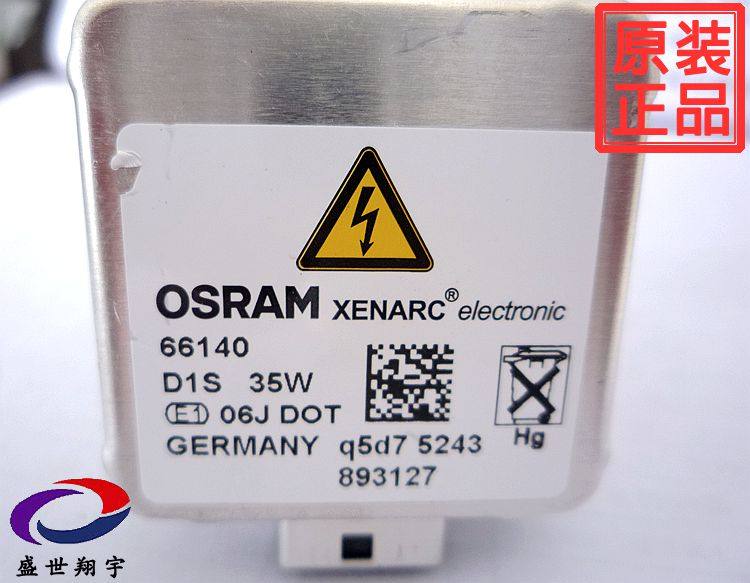 原装
正品
OSRAM XENARC® electronic
66140
D1S 35W
E1 06J DOT
GERMANY q5d7 5243
893127
Hg
盛世翔宇